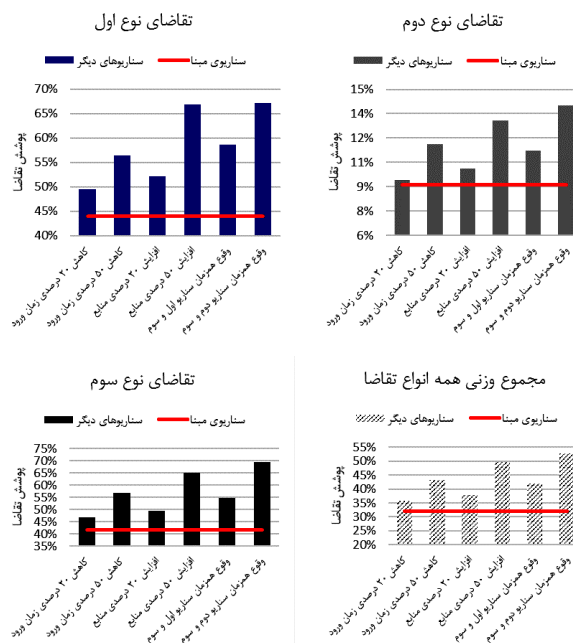 تقاضای نوع اول
سناریوی مبنا
سناریوهای دیگر
پوشش تقاضا
70%
65%
60%
55%
50%
45%
40%
کاهش ۲۰ درصدی زمان ورود
کاهش ۵۰ درصدی زمان ورود
افزایش ۲۰ درصدی منابع
افزایش ۵۰ درصدی منابع
وقوع همزمان سناریو اول و سوم
وقوع همزمان سناریو دوم و سوم
تقاضای نوع دوم
سناریوی مبنا
سناریوهای دیگر
پوشش تقاضا
15%
14%
12%
11%
9%
8%
6%
کاهش ۲۰ درصدی زمان ورود
کاهش ۵۰ درصدی زمان ورود
افزایش ۲۰ درصدی منابع
افزایش ۵۰ درصدی منابع
وقوع همزمان سناریو اول و سوم
وقوع همزمان سناریو دوم و سوم
تقاضای نوع سوم
سناریوی مبنا
سناریوهای دیگر
پوشش تقاضا
75%
70%
65%
60%
55%
50%
45%
40%
35%
کاهش ۲۰ درصدی زمان ورود
کاهش ۵۰ درصدی زمان ورود
افزایش ۲۰ درصدی منابع
افزایش ۵۰ درصدی منابع
وقوع همزمان سناریو اول و سوم
وقوع همزمان سناریو دوم و سوم
مجموع وزنی همه انواع تقاضا
سناریوی مبنا
سناریوهای دیگر
پوشش تقاضا
55%
50%
45%
40%
35%
30%
25%
20%
کاهش ۲۰ درصدی زمان ورود
کاهش ۵۰ درصدی زمان ورود
افزایش ۲۰ درصدی منابع
افزایش ۵۰ درصدی منابع
وقوع همزمان سناریو اول و سوم
وقوع همزمان سناریو دوم و سوم